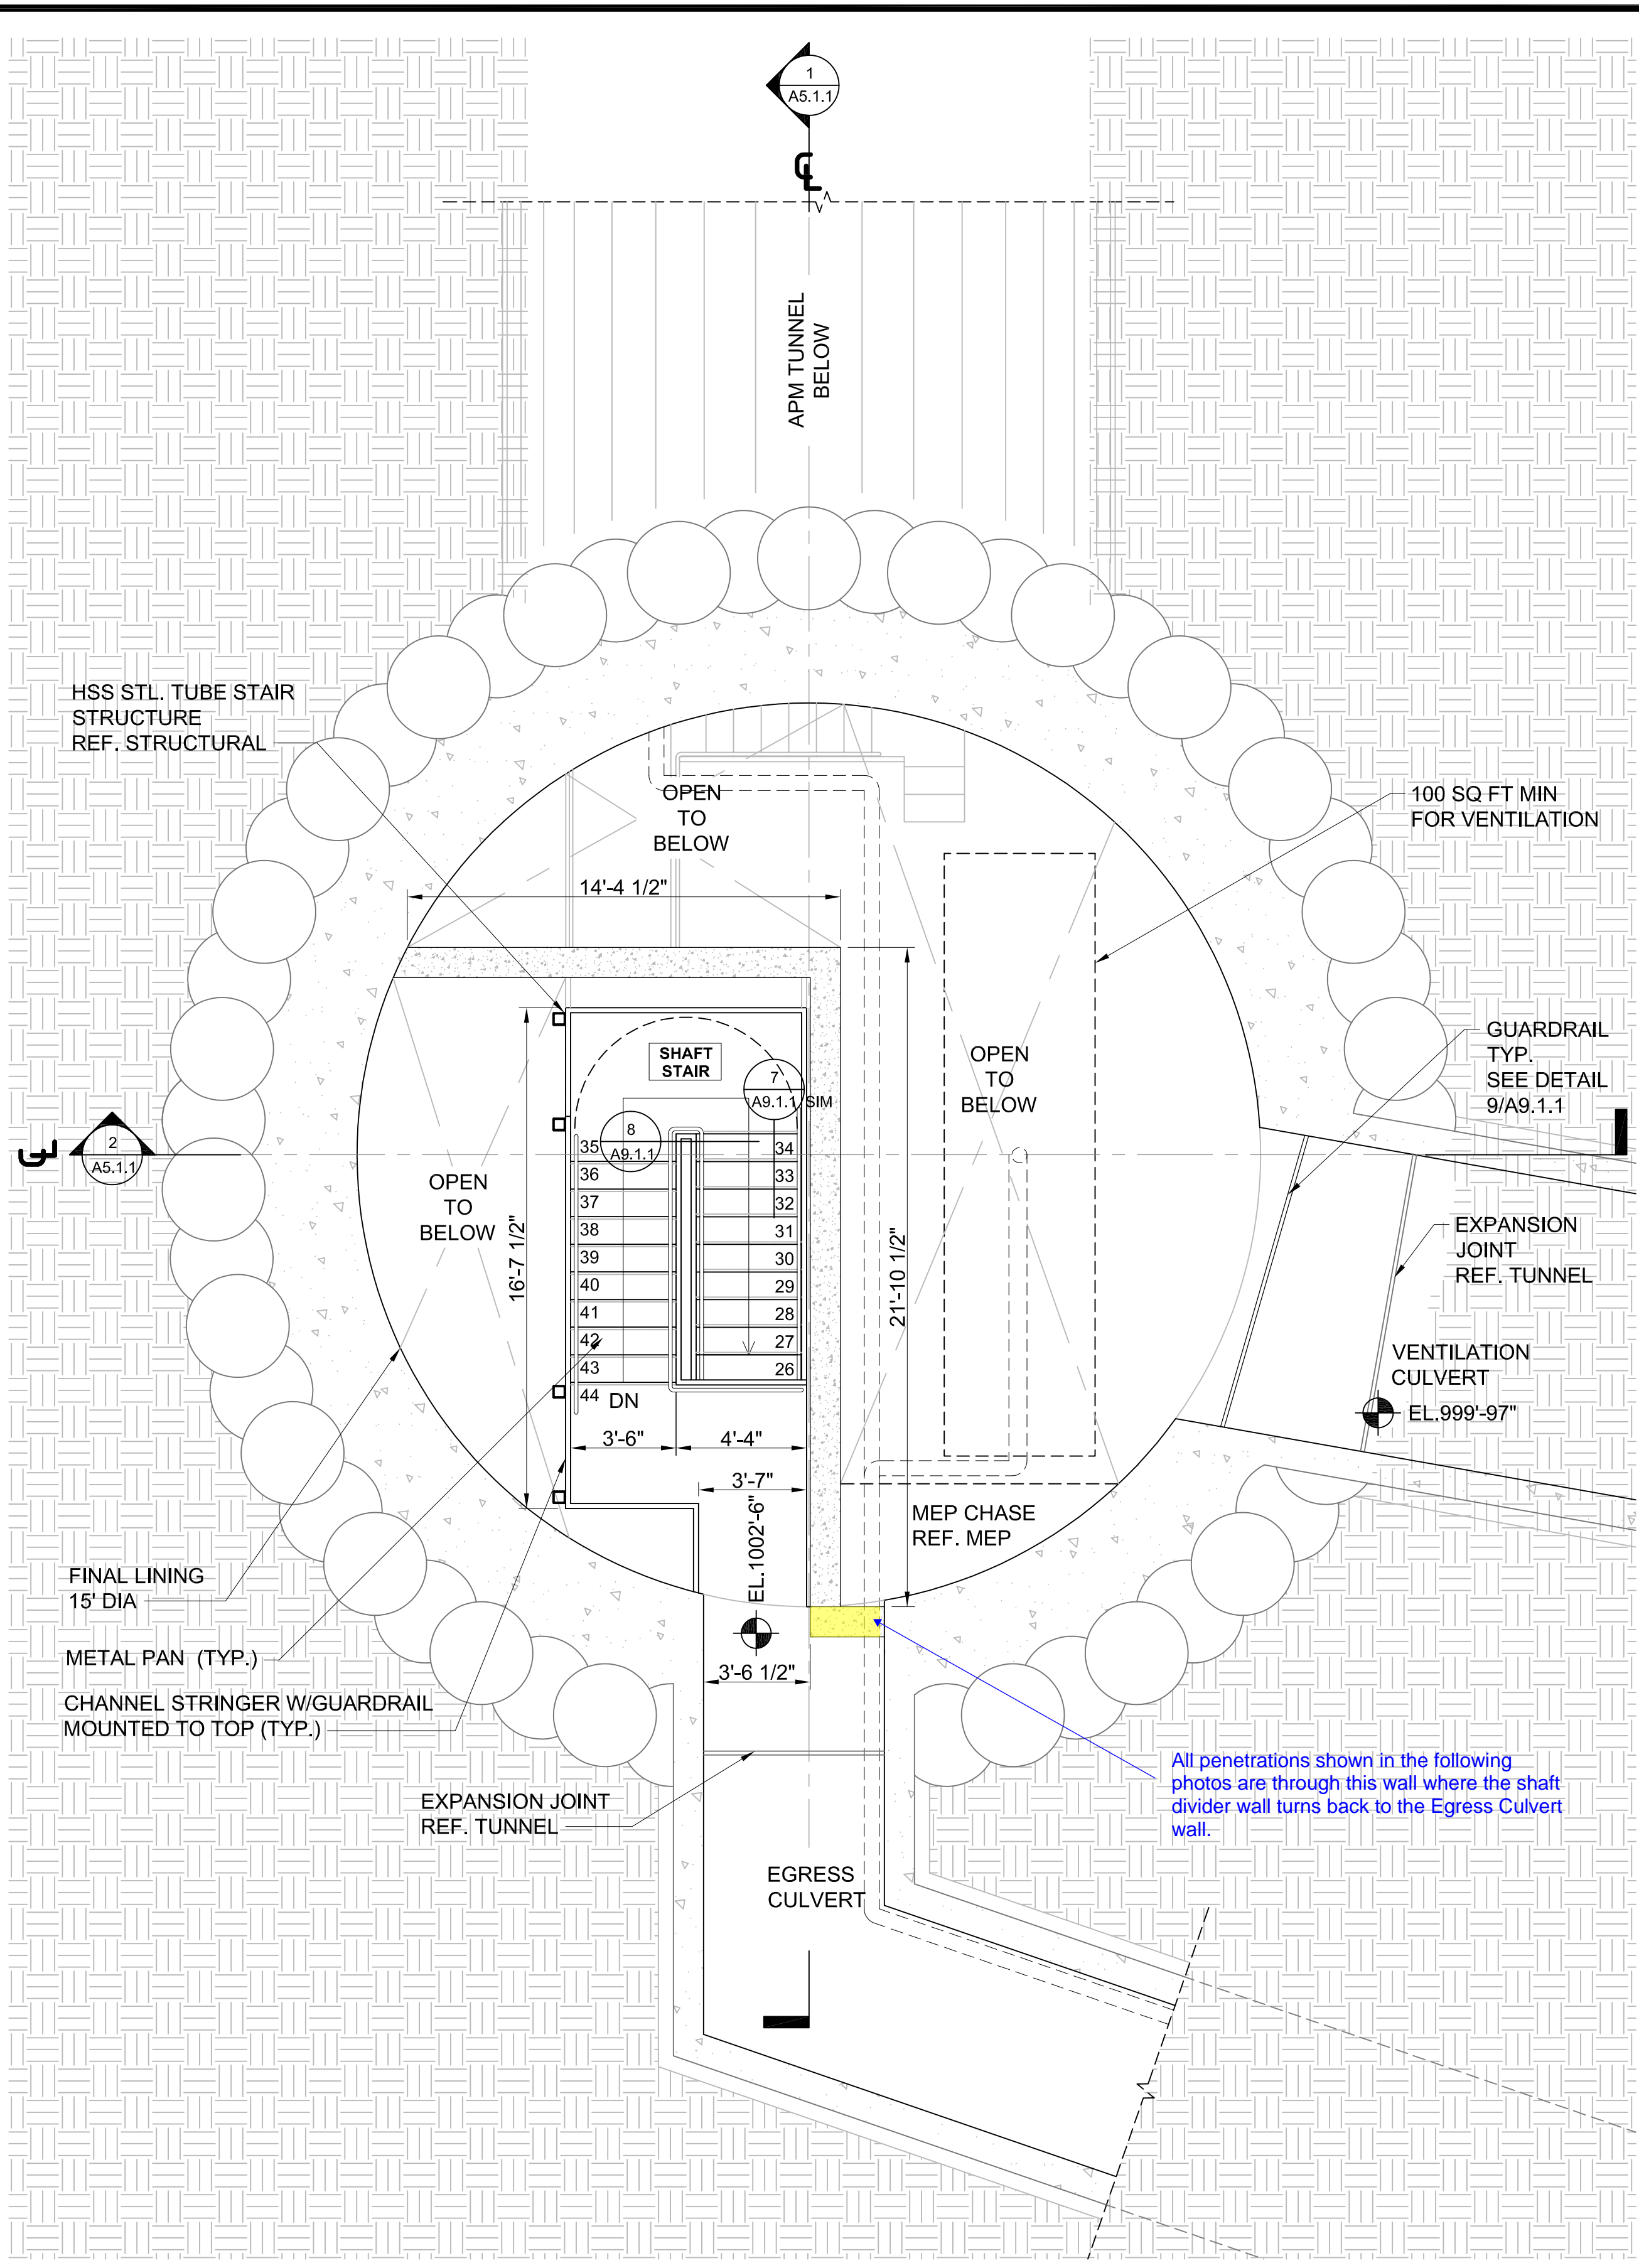 1
A5.1.1
CL
APM TUNNEL
BELOW
HSS STL. TUBE STAIR
STRUCTURE
REF. STRUCTURAL
OPEN
TO
BELOW
100 SQ FT MIN
FOR VENTILATION
14'-4 1/2"
SHAFT
STAIR
7
A9.1.1
SIM
8
A9.1.1
OPEN
TO
BELOW
GUARDRAIL
TYP.
SEE DETAIL
9/A9.1.1
CL
2
A5.1.1
OPEN
TO
BELOW
16'-7 1/2"
35
36
37
38
39
40
41
42
43
44
DN
34
33
32
31
30
29
28
27
26
21'-10 1/2"
EXPANSION
JOINT
REF. TUNNEL
VENTILATION
CULVERT
EL.999'-97"
3'-6"
4'-4"
3'-7"
EL.1002'-6"
MEP CHASE
REF. MEP
FINAL LINING
15' DIA
METAL PAN (TYP.)
CHANNEL STRINGER W/GUARDRAIL
MOUNTED TO TOP (TYP.)
3'-6 1/2"
EXPANSION JOINT
REF. TUNNEL
All penetrations shown in the following
photos are through this wall where the shaft
divider wall turns back to the Egress Culvert
wall.
EGRESS
CULVERT